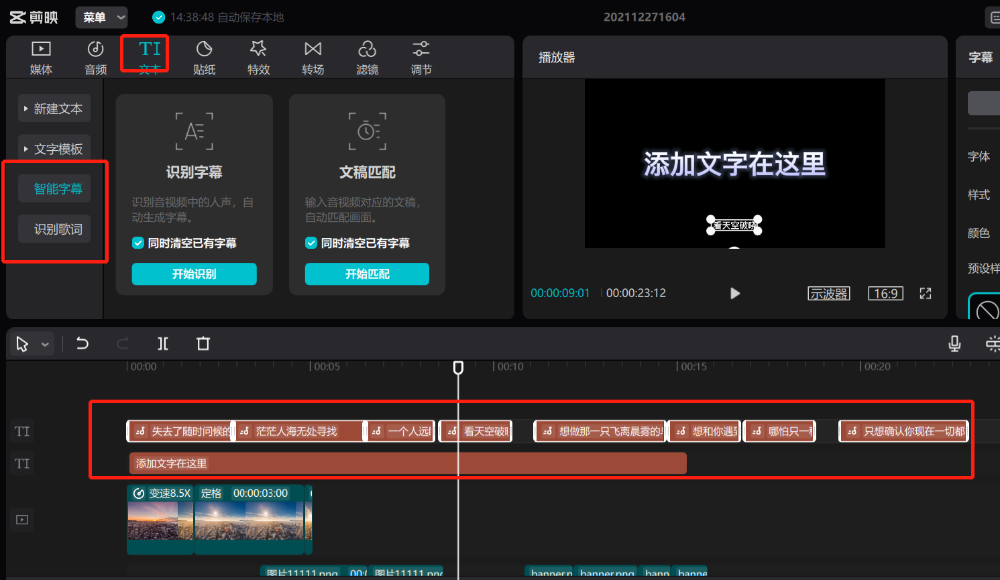 剪映
菜单
14:38:48 自动保存本地
202112271604
媒体
音频
TI
文本
贴纸
特效
转场
滤镜
调节
新建文本
文字模板
智能字幕
识别歌词
识别字幕
识别音视频中的人声，自
动生成字幕。
同时清空已有字幕
开始识别
文稿匹配
输入音视频对应的文稿，
自动匹配画面。
同时清空已有字幕
开始匹配
播放器
添加文字在这里
看天空破晓
00:00:09:01
00:00:23:12
示波器
16:9
字幕
字体
样式
颜色
预设样
00:00
00:05
00:10
00:15
00:20
TI
失去了随时问候的
茫茫人海无处寻找
一个人远
看天空破晓
想做那一只飞离晨雾的
想和你遇到
哪怕只一
只想确认你现在一切都
TI
添加文字在这里
变速8.5X
定格
00:00:03:00
图片11111.png
00:0
图片11111.png
banner.p
banner.png
bann
banne